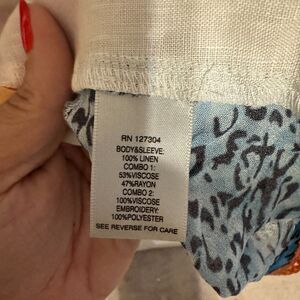 RN 127304
BODY&SLEEVE:
100% LINEN
COMBO 1:
53%VISCOSE
47%RAYON
COMBO 2:
100%VISCOSE
EMBROIDERY:
100%POLYESTER
SEE REVERSE FOR CARE